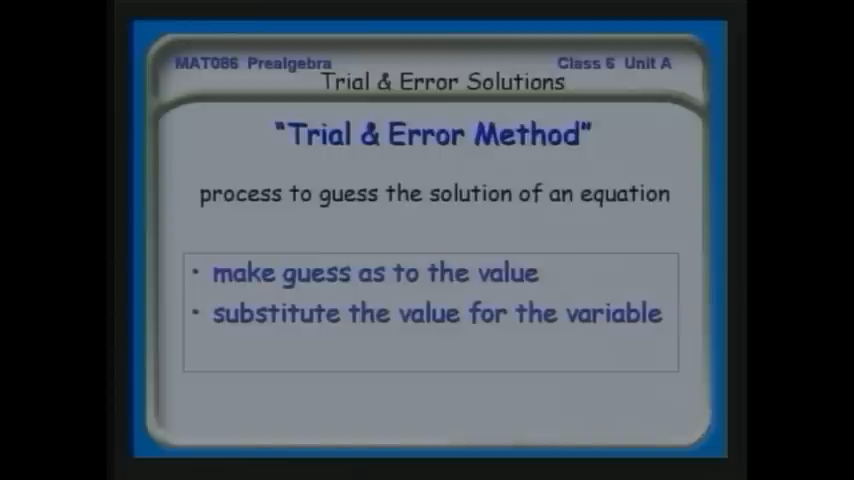 MAT086 Prealgebra
Class 6 Unit A
Trial & Error Solutions
“Trial & Error Method”
process to guess the solution of an equation
• make guess as to the value
• substitute the value for the variable